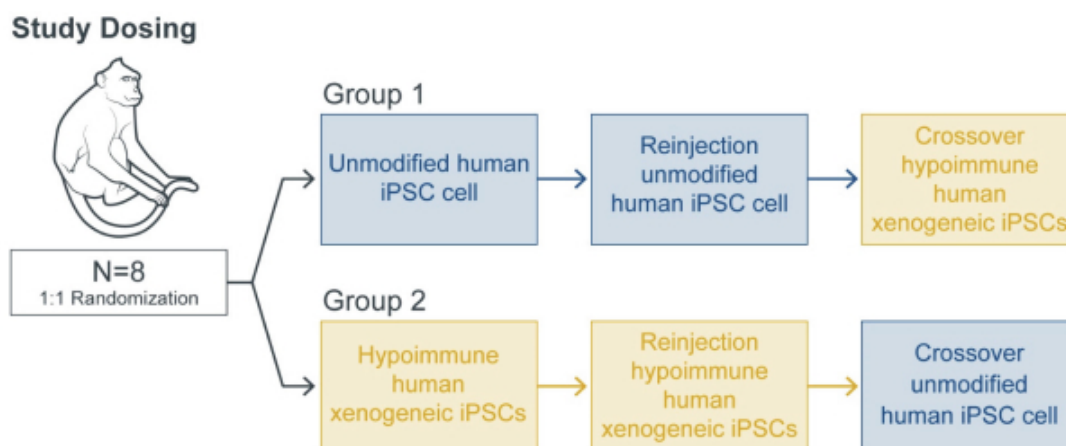 Study Dosing
N=8
1:1 Randomization
Group 1
Unmodified human
iPSC cell
Reinjection
unmodified
human iPSC cell
Crossover
hypoimmune
human
xenogeneic iPSCs
Group 2
Hypoimmune
human
xenogeneic iPSCs
Reinjection
hypoimmune
human
xenogeneic iPSCs
Crossover
unmodified
human iPSC cell